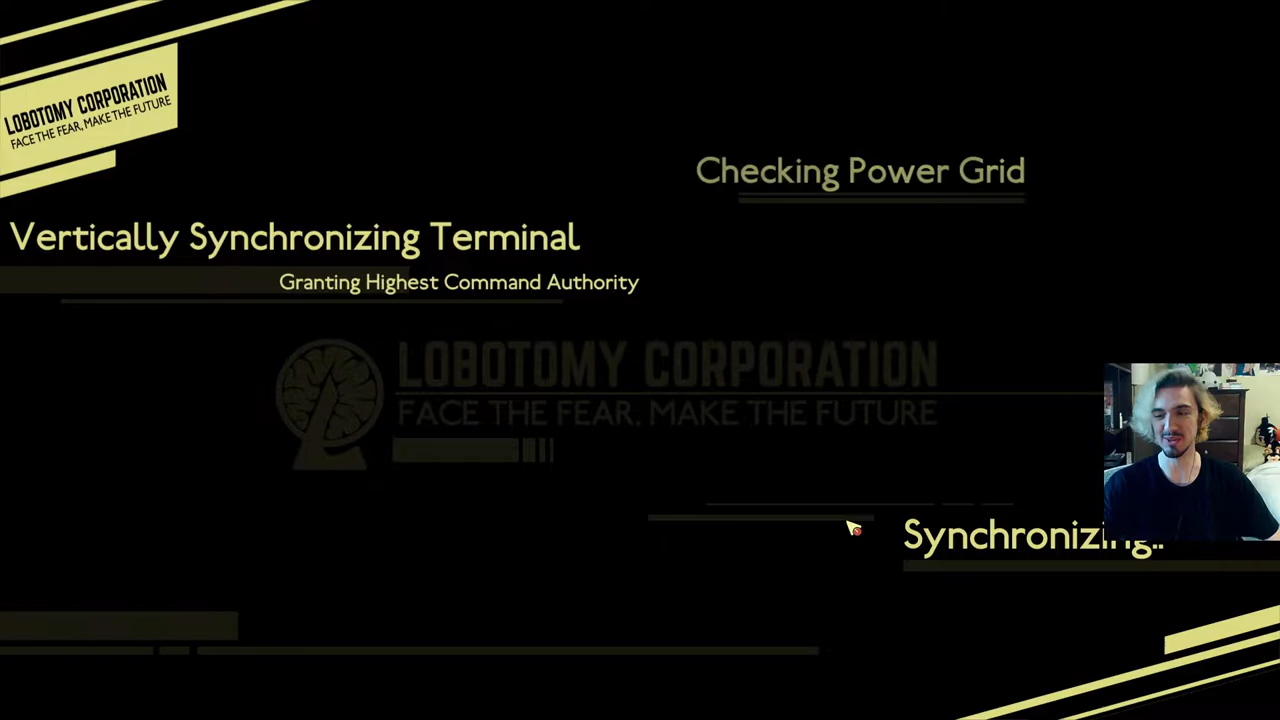 LOBOTOMY CORPORATION
FACE THE FEAR, MAKE THE FUTURE
Checking Power Grid
Vertically Synchronizing Terminal
Granting Highest Command Authority
LOBOTOMY CORPORATION
FACE THE FEAR, MAKE THE FUTURE
Synchronizing..